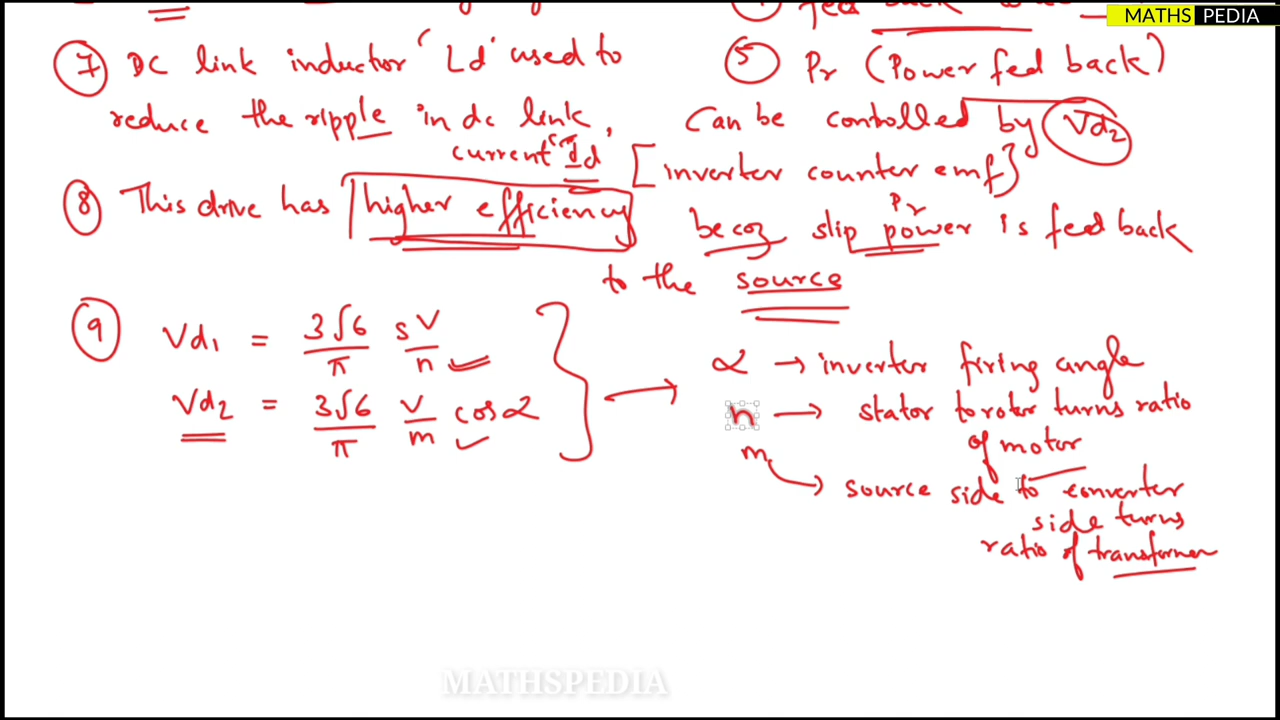 MATHS PEDIA
④ feed back
⑦ DC link inductor 'Ld' used to
reduce the ripple in dc link,
current "Id
⑧ This drive has higher efficiency
⑤ Pr (Power feed back)
Can be controlled by Vd2
[inverter counter emf]
Pr
becoz slip power is feed back
to the source
⑨ Vd1 = 3√6/π sV/n
Vd2 = 3√6/π V/m cosα
α → inverter firing angle
n → stator to rotor turns ratio
of motor
m → source side to converter
side turns
ratio of transformer
MATHSPEDIA